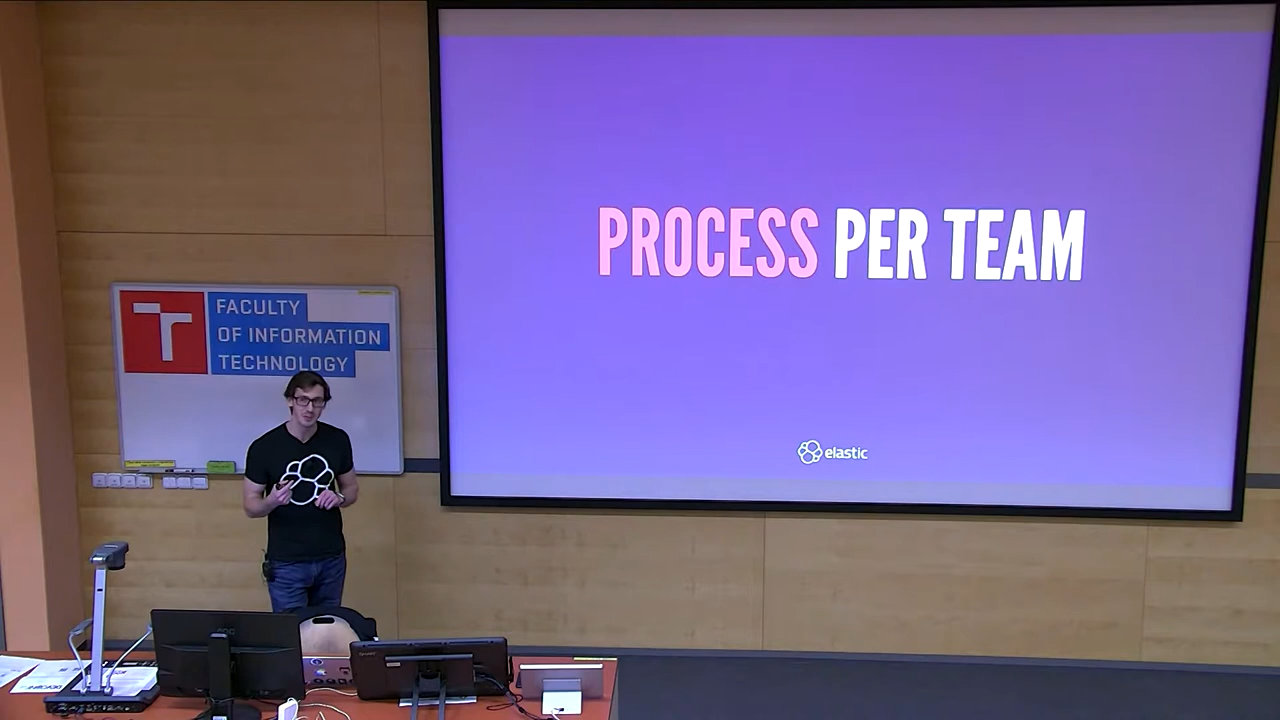 PROCESS PER TEAM
elastic
FACULTY
OF INFORMATION
TECHNOLOGY